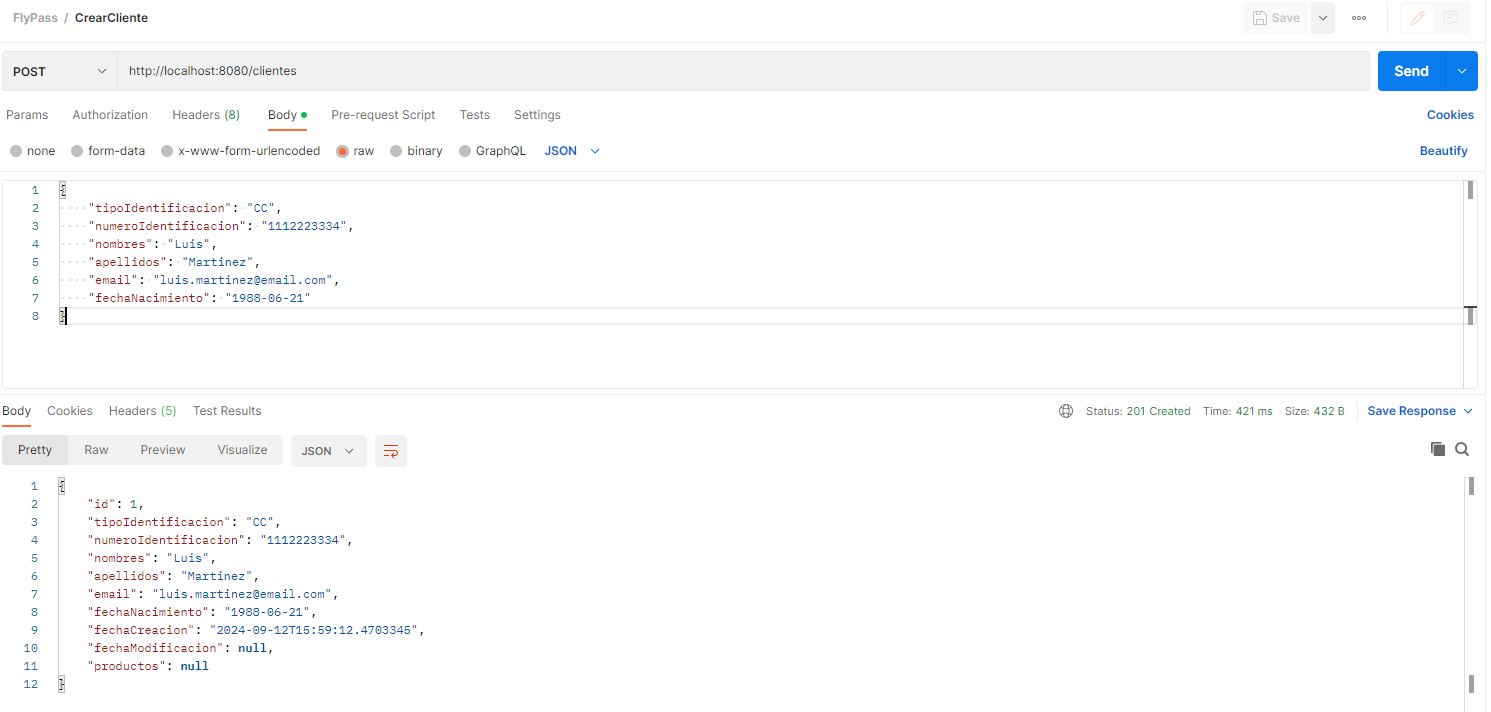 FlyPass / CrearCliente
Save
POST http://localhost:8080/clientes Send
Params Authorization Headers (8) Body Pre-request Script Tests Settings Cookies
none form-data x-www-form-urlencoded raw binary GraphQL JSON Beautify
1 {
2 "tipoIdentificacion": "CC",
3 "numeroIdentificacion": "1112223334",
4 "nombres": "Luis",
5 "apellidos": "Martinez",
6 "email": "luis.martinez@email.com",
7 "fechaNacimiento": "1988-06-21"
8 }
Body Cookies Headers (5) Test Results Status: 201 Created Time: 421 ms Size: 432 B Save Response
Pretty Raw Preview Visualize JSON
1 {
2 "id": 1,
3 "tipoIdentificacion": "CC",
4 "numeroIdentificacion": "1112223334",
5 "nombres": "Luis",
6 "apellidos": "Martinez",
7 "email": "luis.martinez@email.com",
8 "fechaNacimiento": "1988-06-21",
9 "fechaCreacion": "2024-09-12T15:59:12.4703345",
10 "fechaModificacion": null,
11 "productos": null
12 }